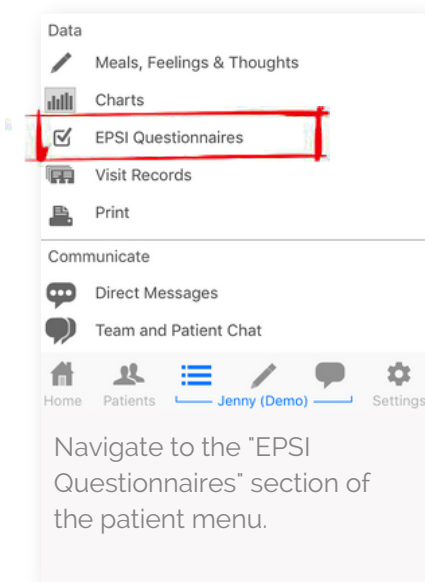 Data
Meals, Feelings & Thoughts
Charts
EPSI Questionnaires
Visit Records
Print
Communicate
Direct Messages
Team and Patient Chat
Home Patients Jenny (Demo) Settings
Navigate to the "EPSI
Questionnaires" section of
the patient menu.